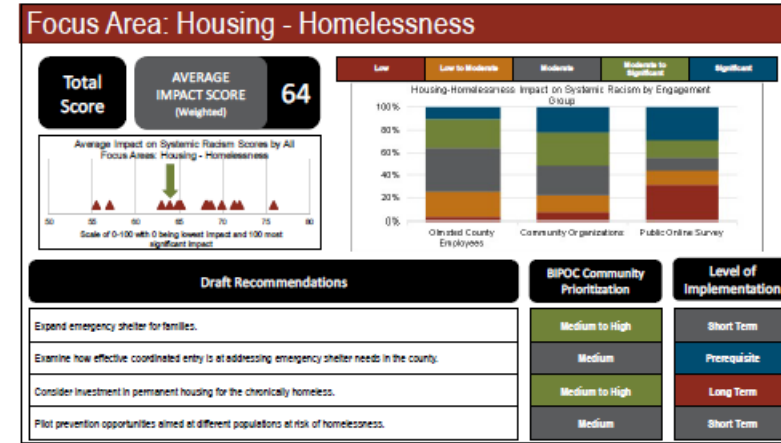 Focus Area: Housing - Homelessness
Total
Score
AVERAGE
IMPACT SCORE
(Weighted)
64
Low
Low to Moderate
Moderate
Moderate to
Significant
Significant
Average Impact on Systemic Racism Scores by All
Focus Areas: Housing - Homelessness
50 55 60 65 70 75 80
Scale of 0-100 with 0 being lowest impact and 100 most
significant impact
Housing-Homelessness Impact on Systemic Racism by Engagement
Group
100%
80%
60%
40%
20%
0%
Olmsted County
Employees
Community Organizations
Public Online Survey
Draft Recommendations
BIPOC Community
Prioritization
Level of
Implementation
Expand emergency shelter for families.
Medium to High
Short Term
Examine how effective coordinated entry is at addressing emergency shelter needs in the county.
Medium
Prerequisite
Consider investment in permanent housing for the chronically homeless.
Medium to High
Long Term
Pilot prevention opportunities aimed at different populations at risk of homelessness.
Medium
Short Term